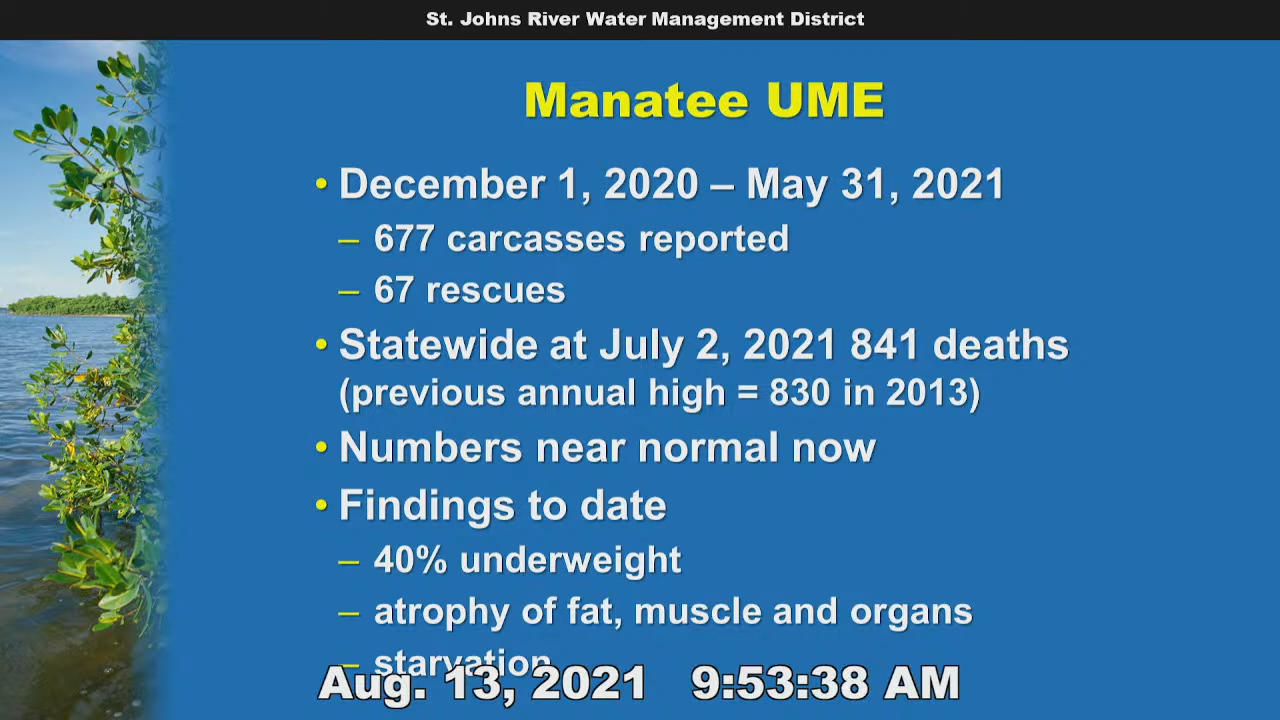 St. Johns River Water Management District
Manatee UME
• December 1, 2020 – May 31, 2021
– 677 carcasses reported
– 67 rescues
• Statewide at July 2, 2021 841 deaths
(previous annual high = 830 in 2013)
• Numbers near normal now
• Findings to date
– 40% underweight
– atrophy of fat, muscle and organs
– starvation
Aug. 13, 2021 9:53:38 AM